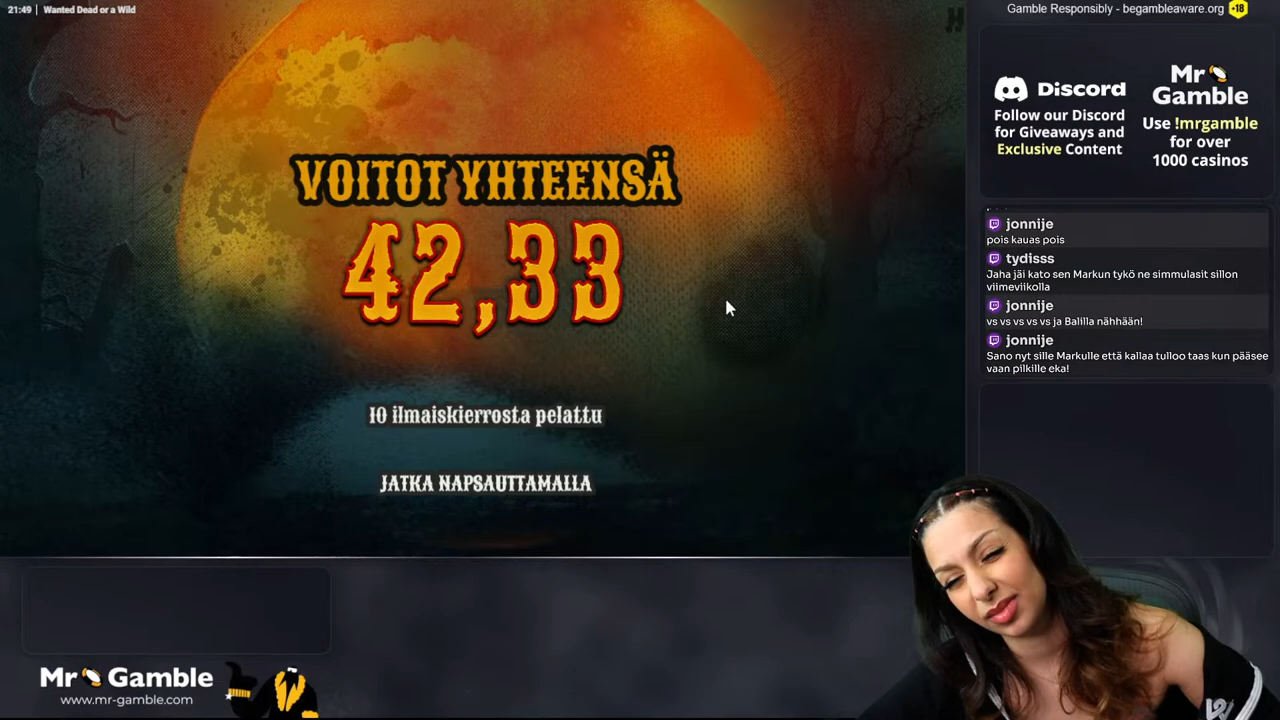 21:49 | Wanted Dead or a Wild
Gamble Responsibly - begambleaware.org +18
Discord
Follow our Discord
for Giveaways and
Exclusive Content
Mr
Gamble
Use !mrgamble
for over
1000 casinos
VOITOT YHTEENSÄ
42,33
10 ilmaiskierrosta pelattu
JATKA NAPSAUTTAMALLA
jonnije
pois kauas pois
tydisss
Jaha jäi kato sen Markun tykö ne simmulasit sillon
viimeviikolla
jonnije
vs vs vs vs vs ja Balilla nähhään!
jonnije
Sano nyt sille Markulle että kallaa tulloo taas kun pääsee
vaan pilkille eka!
Mr Gamble
www.mr-gamble.com